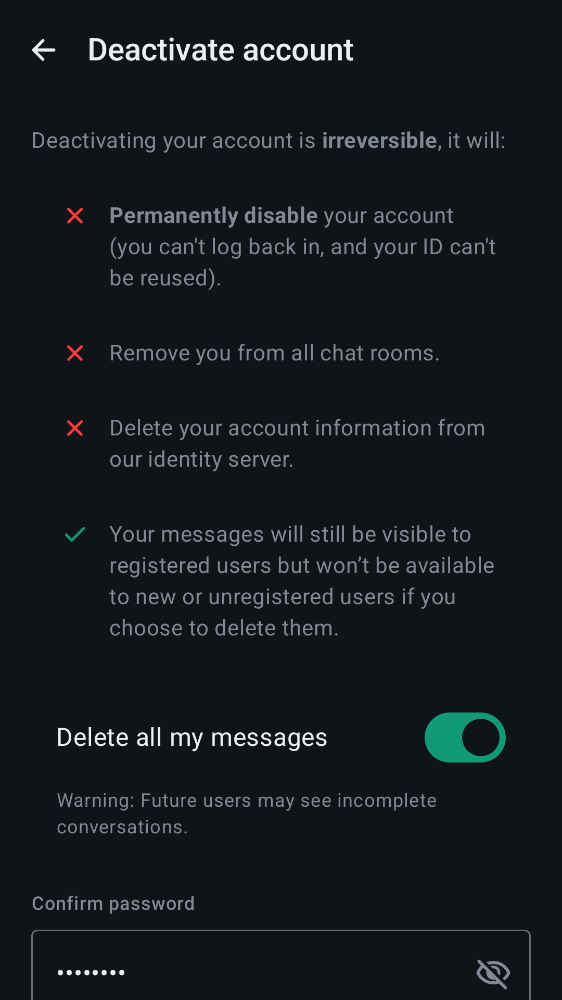 Deactivate account
Deactivating your account is irreversible, it will:
Permanently disable your account
(you can't log back in, and your ID can't
be reused).
Remove you from all chat rooms.
Delete your account information from
our identity server.
Your messages will still be visible to
registered users but won’t be available
to new or unregistered users if you
choose to delete them.
Delete all my messages
Warning: Future users may see incomplete
conversations.
Confirm password
••••••••